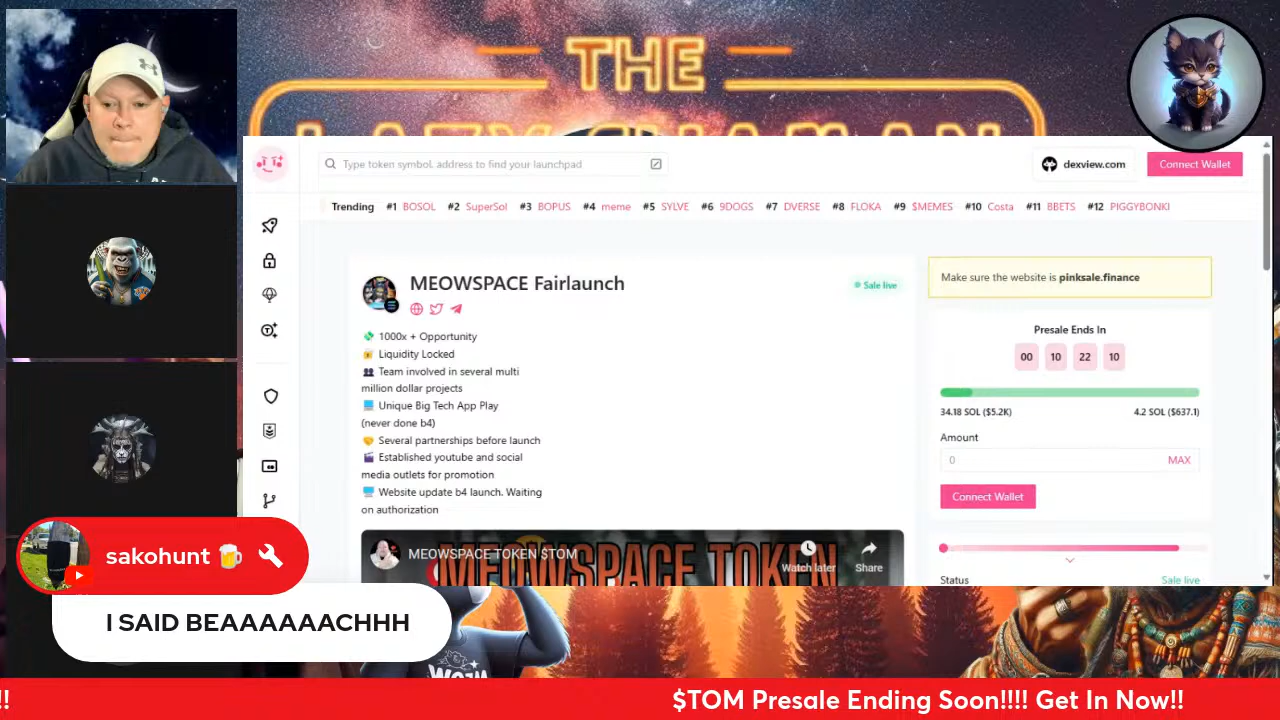 THE
Type token symbol, address to find your launchpad
dexview.com
Connect Wallet
Trending #1 BOSOL #2 SuperSol #3 BOPUS #4 meme #5 SYLVE #6 9DOGS #7 DVERSE #8 FLOKA #9 $MEMES #10 Costa #11 BBETS #12 PIGGYBONKI
MEOWSPACE Fairlaunch
Sale live
1000x + Opportunity
Liquidity Locked
Team involved in several multi
million dollar projects
Unique Big Tech App Play
(never done b4)
Several partnerships before launch
Established youtube and social
media outlets for promotion
Website update b4 launch. Waiting
on authorization
MEOWSPACE TOKEN $TOM
MEOWSPACE TOKEN
Watch later
Share
Make sure the website is pinksale.finance
Presale Ends In
00 10 22 10
34.18 SOL ($5.2K) 4.2 SOL ($637.1)
Amount
0 MAX
Connect Wallet
Status Sale live
sakohunt 🍺
I SAID BEAAAAAACHHH
!!
$TOM Presale Ending Soon!!!! Get In Now!!